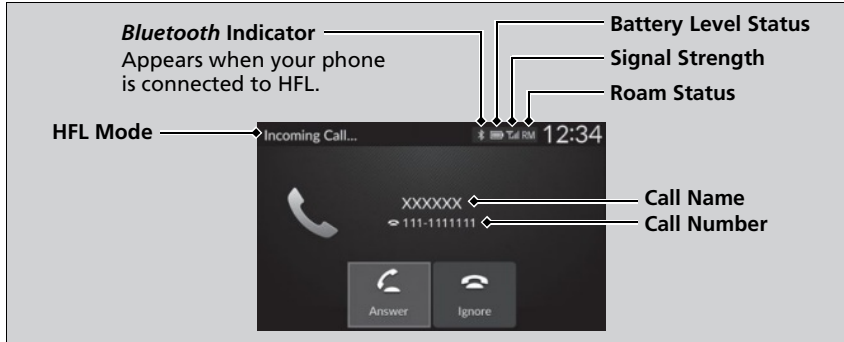 Bluetooth Indicator
Appears when your phone
is connected to HFL.
Battery Level Status
Signal Strength
Roam Status
HFL Mode
Incoming Call...
RM 12:34
XXXXXX
111-1111111
Call Name
Call Number
Answer
Ignore